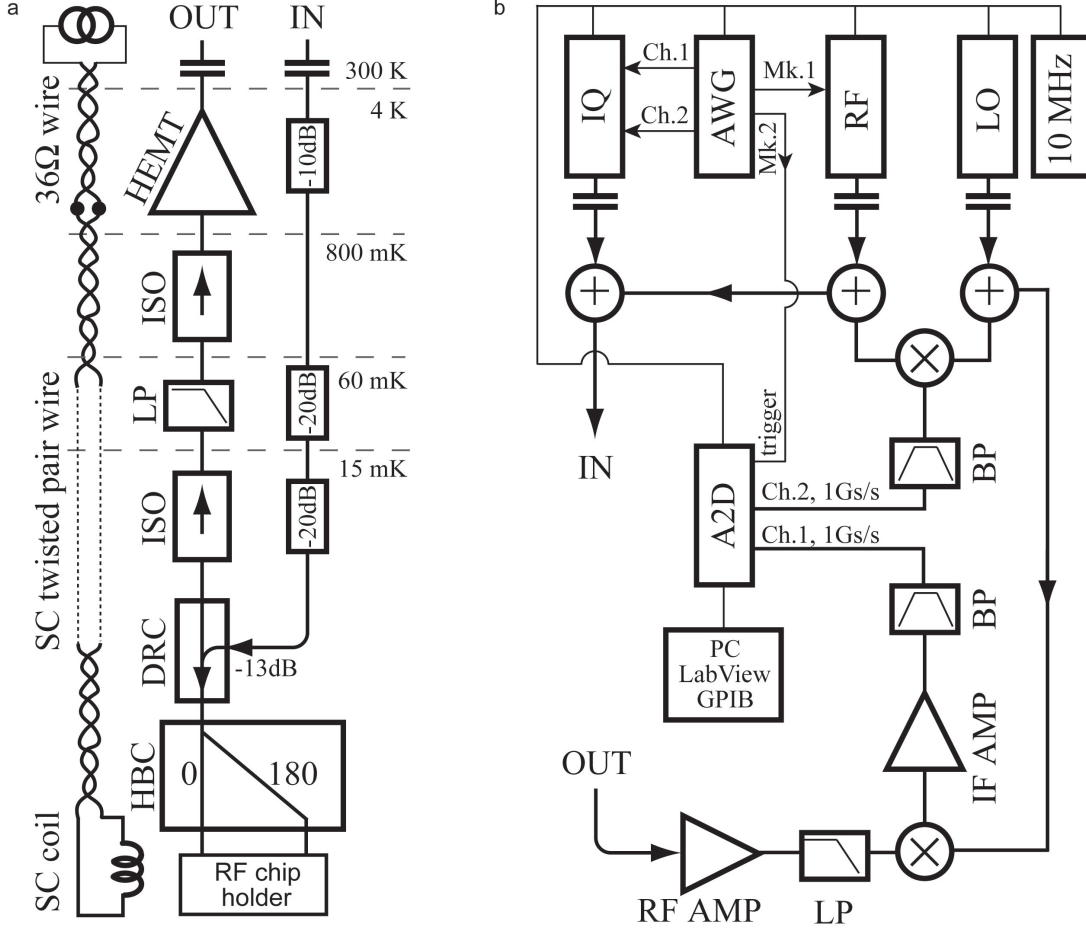 a
OUT
IN
300 K
4 K
36Ω wire
HEMT
-10dB
800 mK
ISO
60 mK
LP
-20dB
15 mK
SC twisted pair wire
ISO
-20dB
DRC
-13dB
HBC
0
180
SC coil
RF chip
holder
b
IQ
Ch.1
Ch.2
AWG
Mk.1
Mk.2
RF
LO
10 MHz
+
+
+
×
IN
trigger
BP
A2D
Ch.2, 1Gs/s
Ch.1, 1Gs/s
BP
PC
LabView
GPIB
IF AMP
OUT
×
RF AMP
LP